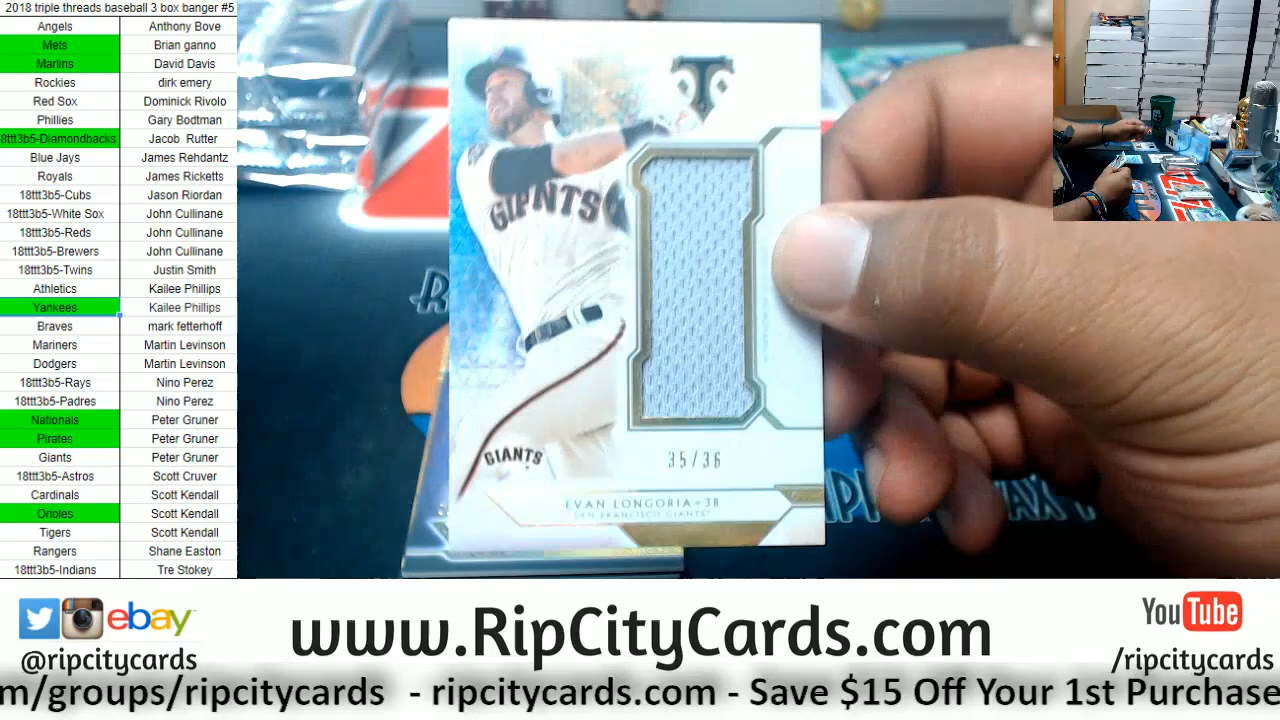 2018 triple threads baseball 3 box banger #5
Angels Anthony Bove
Mets Brian ganno
Marlins David Davis
Rockies dirk emery
Red Sox Dominick Rivolo
Phillies Gary Bodtman
8ttt3b5-Diamondbacks Jacob Rutter
Blue Jays James Rehdantz
Royals James Ricketts
18ttt3b5-Cubs Jason Riordan
18ttt3b5-White Sox John Cullinane
18ttt3b5-Reds John Cullinane
18ttt3b5-Brewers John Cullinane
18ttt3b5-Twins Justin Smith
Athletics Kailee Phillips
Yankees Kailee Phillips
Braves mark fetterhoff
Mariners Martin Levinson
Dodgers Martin Levinson
18ttt3b5-Rays Nino Perez
18ttt3b5-Padres Nino Perez
Nationals Peter Gruner
Pirates Peter Gruner
Giants Peter Gruner
18ttt3b5-Astros Scott Cruver
Cardinals Scott Kendall
Orioles Scott Kendall
Tigers Scott Kendall
Rangers Shane Easton
18ttt3b5-Indians Tre Stokey
T
GIANTS
GIANTS
35/36
EVAN LONGORIA - 3B
SAN FRANCISCO GIANTS
ebay
@ripcitycards
www.RipCityCards.com
YouTube
/ripcitycards
m/groups/ripcitycards - ripcitycards.com - Save $15 Off Your 1st Purchase